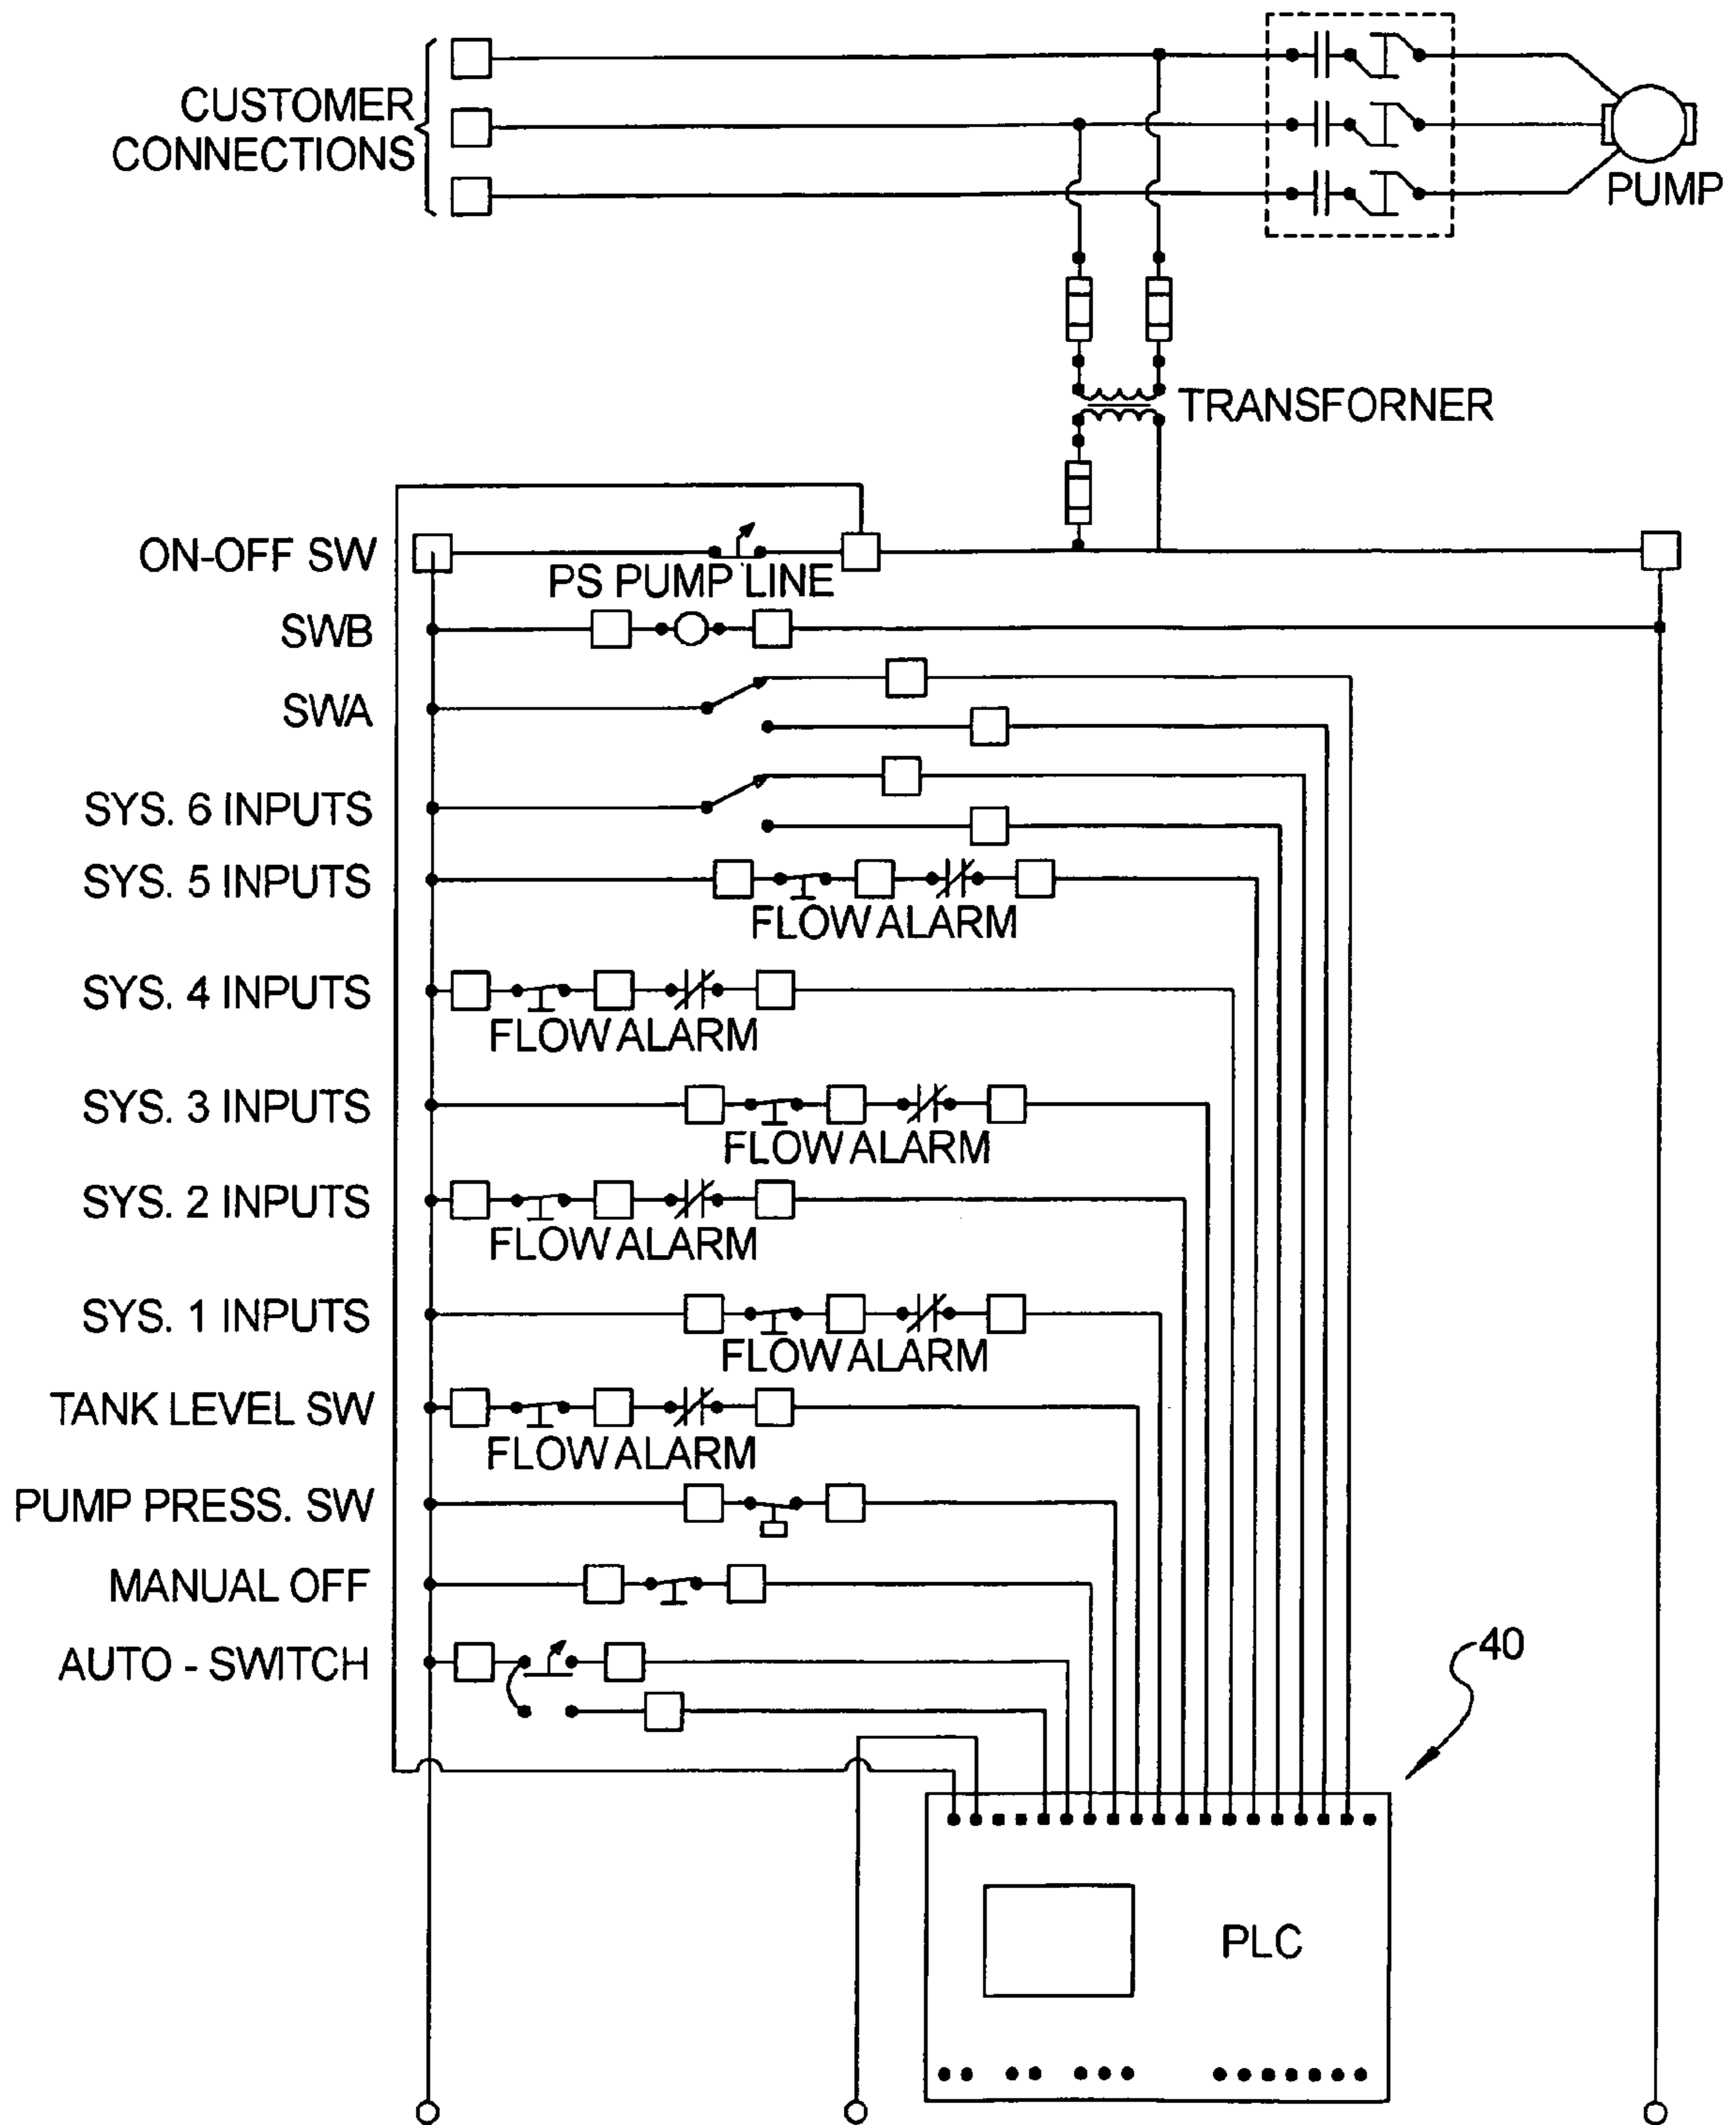 CUSTOMER
CONNECTIONS
PUMP
TRANSFORNER
ON-OFF SW
PS PUMP LINE
SWB
SWA
SYS. 6 INPUTS
SYS. 5 INPUTS
FLOW ALARM
SYS. 4 INPUTS
FLOW ALARM
SYS. 3 INPUTS
FLOW ALARM
SYS. 2 INPUTS
FLOW ALARM
SYS. 1 INPUTS
FLOW ALARM
TANK LEVEL SW
FLOW ALARM
PUMP PRESS. SW
MANUAL OFF
AUTO - SWITCH
40
PLC